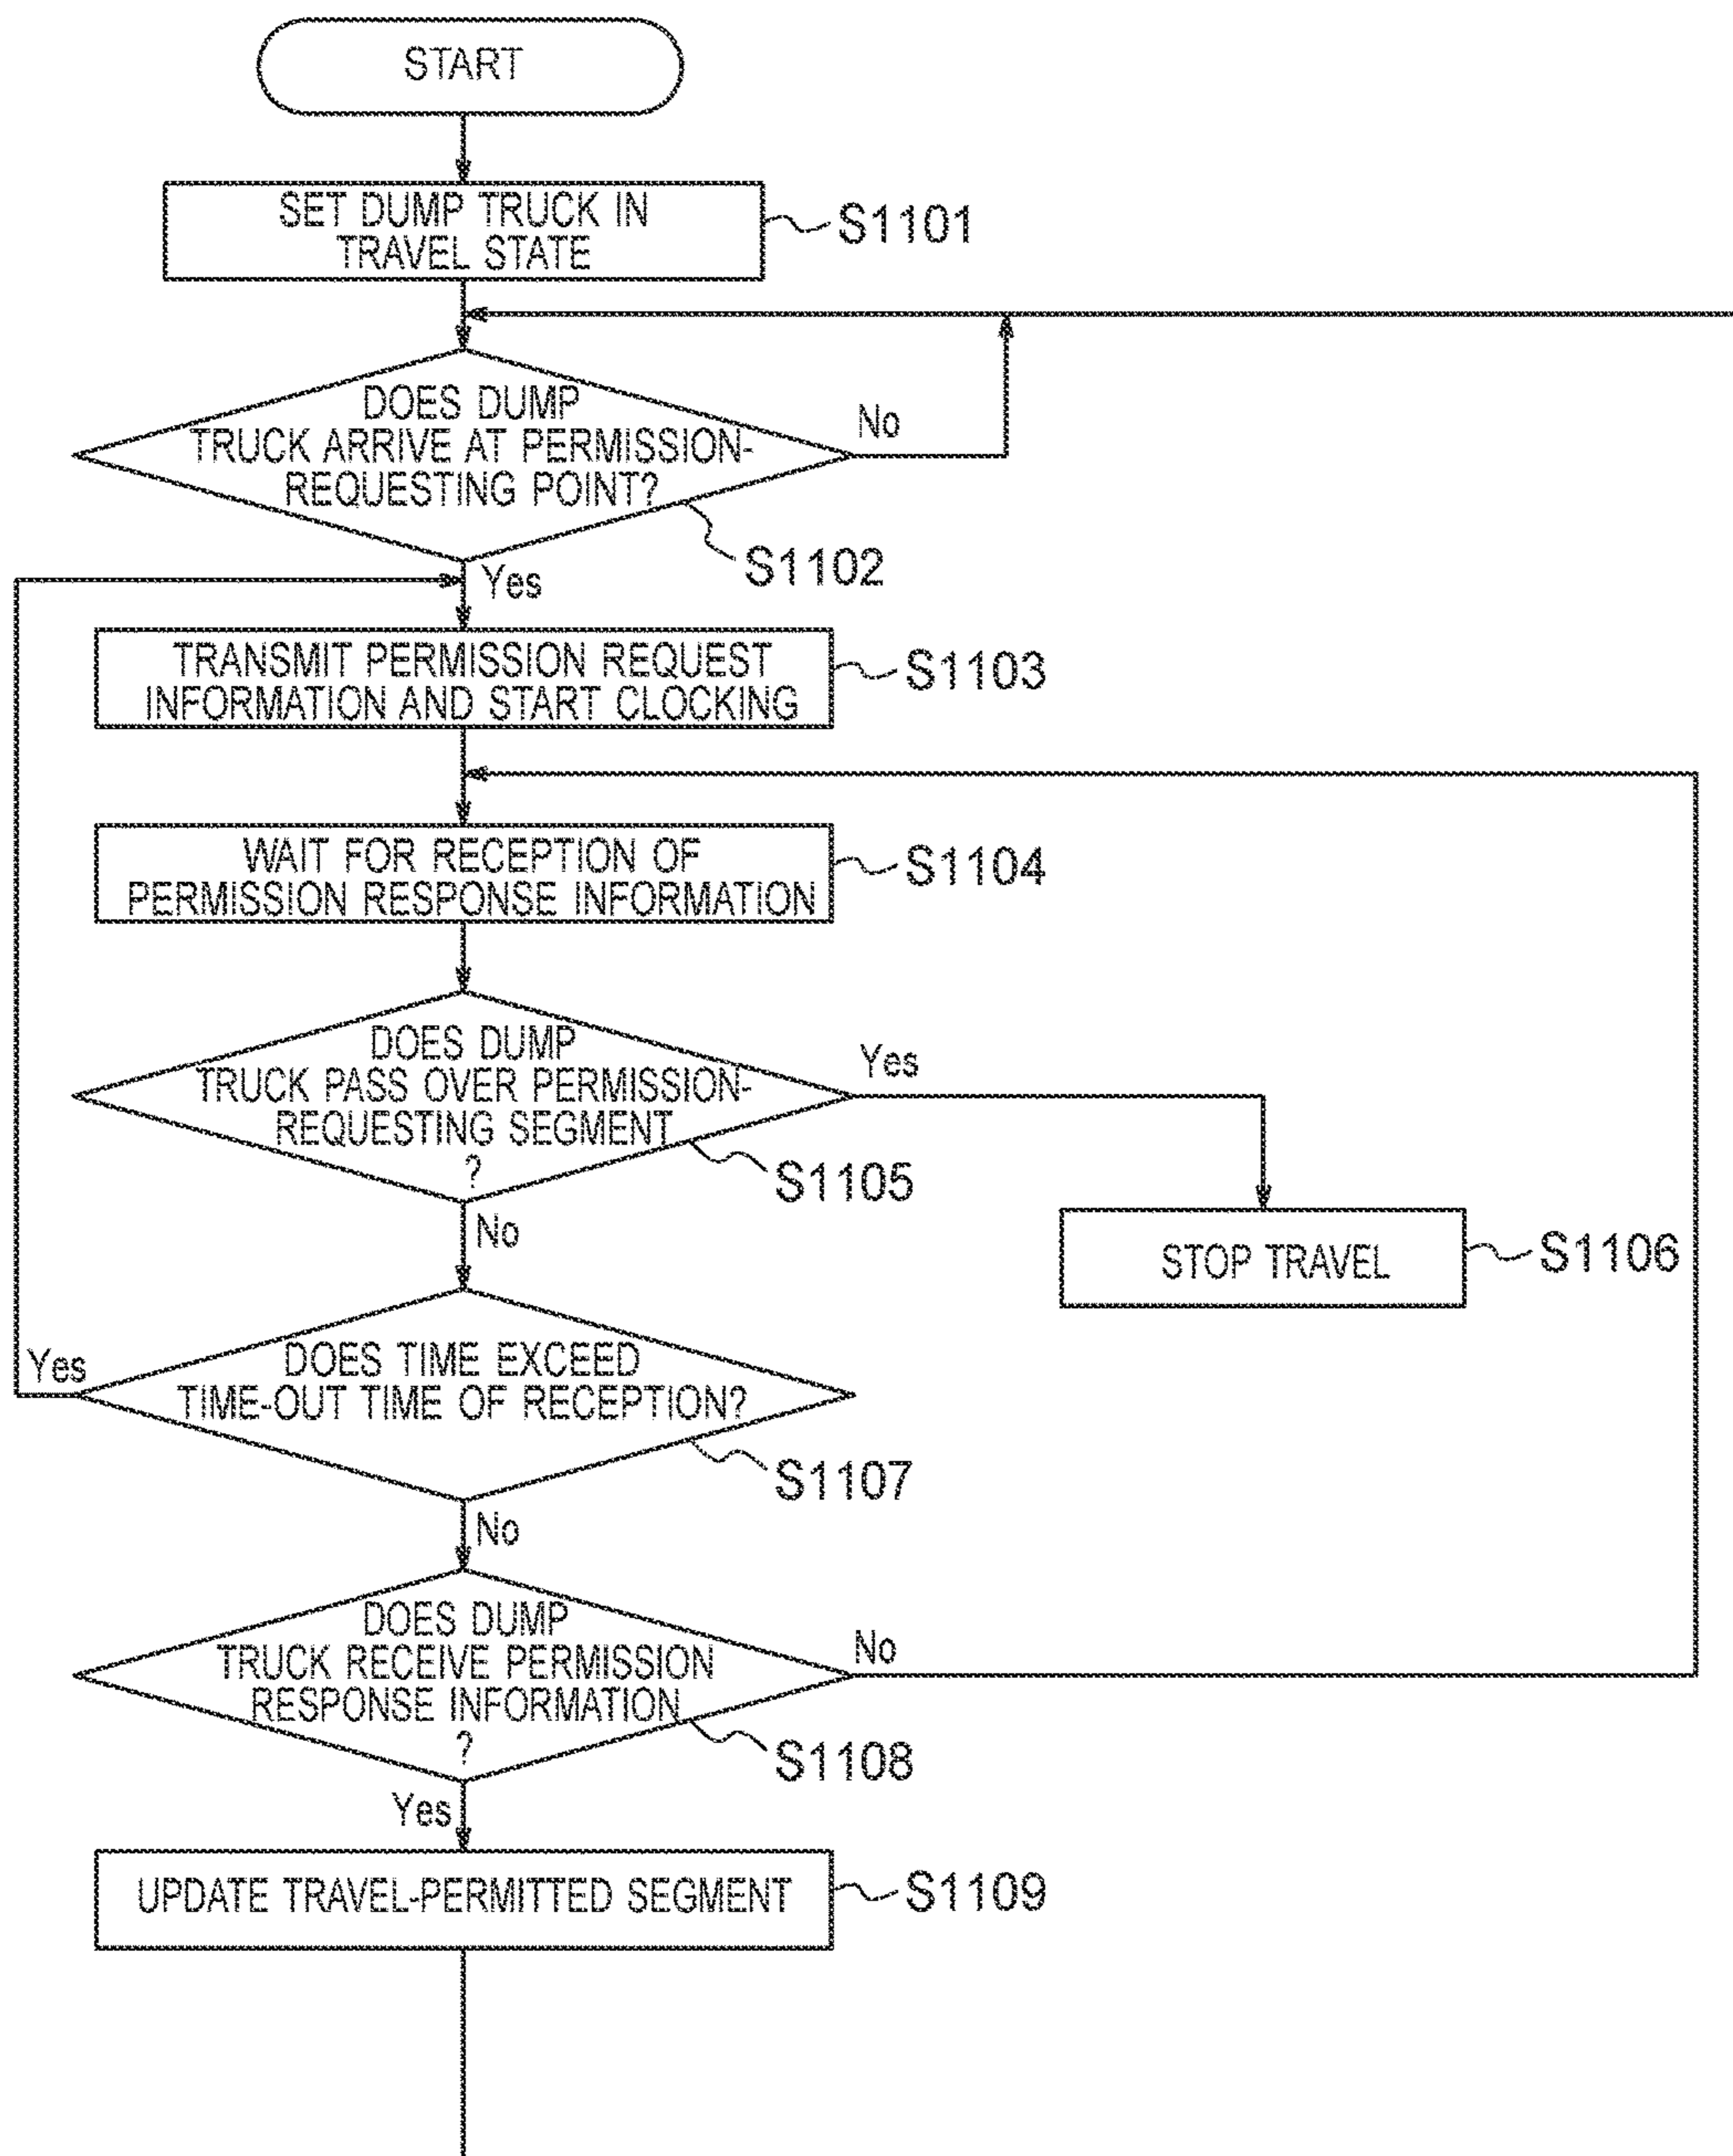 START
SET DUMP TRUCK IN
TRAVEL STATE
S1101
DOES DUMP
TRUCK ARRIVE AT PERMISSION-
REQUESTING POINT?
No
S1102
Yes
TRANSMIT PERMISSION REQUEST
INFORMATION AND START CLOCKING
S1103
WAIT FOR RECEPTION OF
PERMISSION RESPONSE INFORMATION
S1104
DOES DUMP
TRUCK PASS OVER PERMISSION-
REQUESTING SEGMENT
?
Yes
S1105
No
STOP TRAVEL
S1106
DOES TIME EXCEED
TIME-OUT TIME OF RECEPTION?
Yes
S1107
No
DOES DUMP
TRUCK RECEIVE PERMISSION
RESPONSE INFORMATION
?
No
S1108
Yes
UPDATE TRAVEL-PERMITTED SEGMENT
S1109